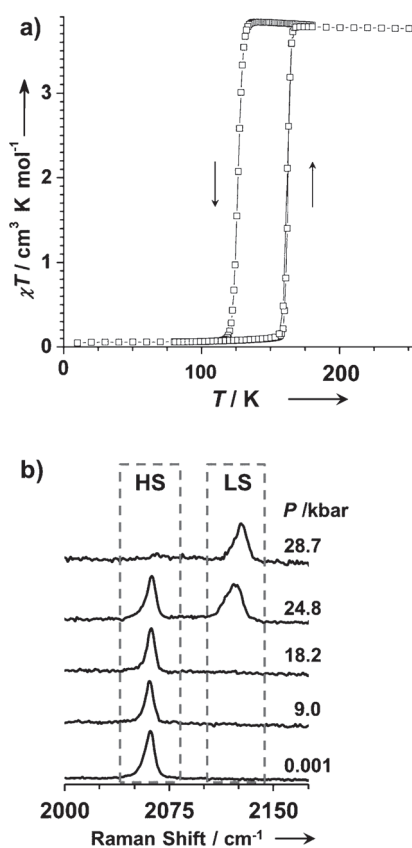 a)
3
2
1
0
χT / cm³ K mol⁻¹
0 100 200
T / K
b)
HS LS
P /kbar
28.7
24.8
18.2
9.0
0.001
2000 2075 2150
Raman Shift / cm⁻¹